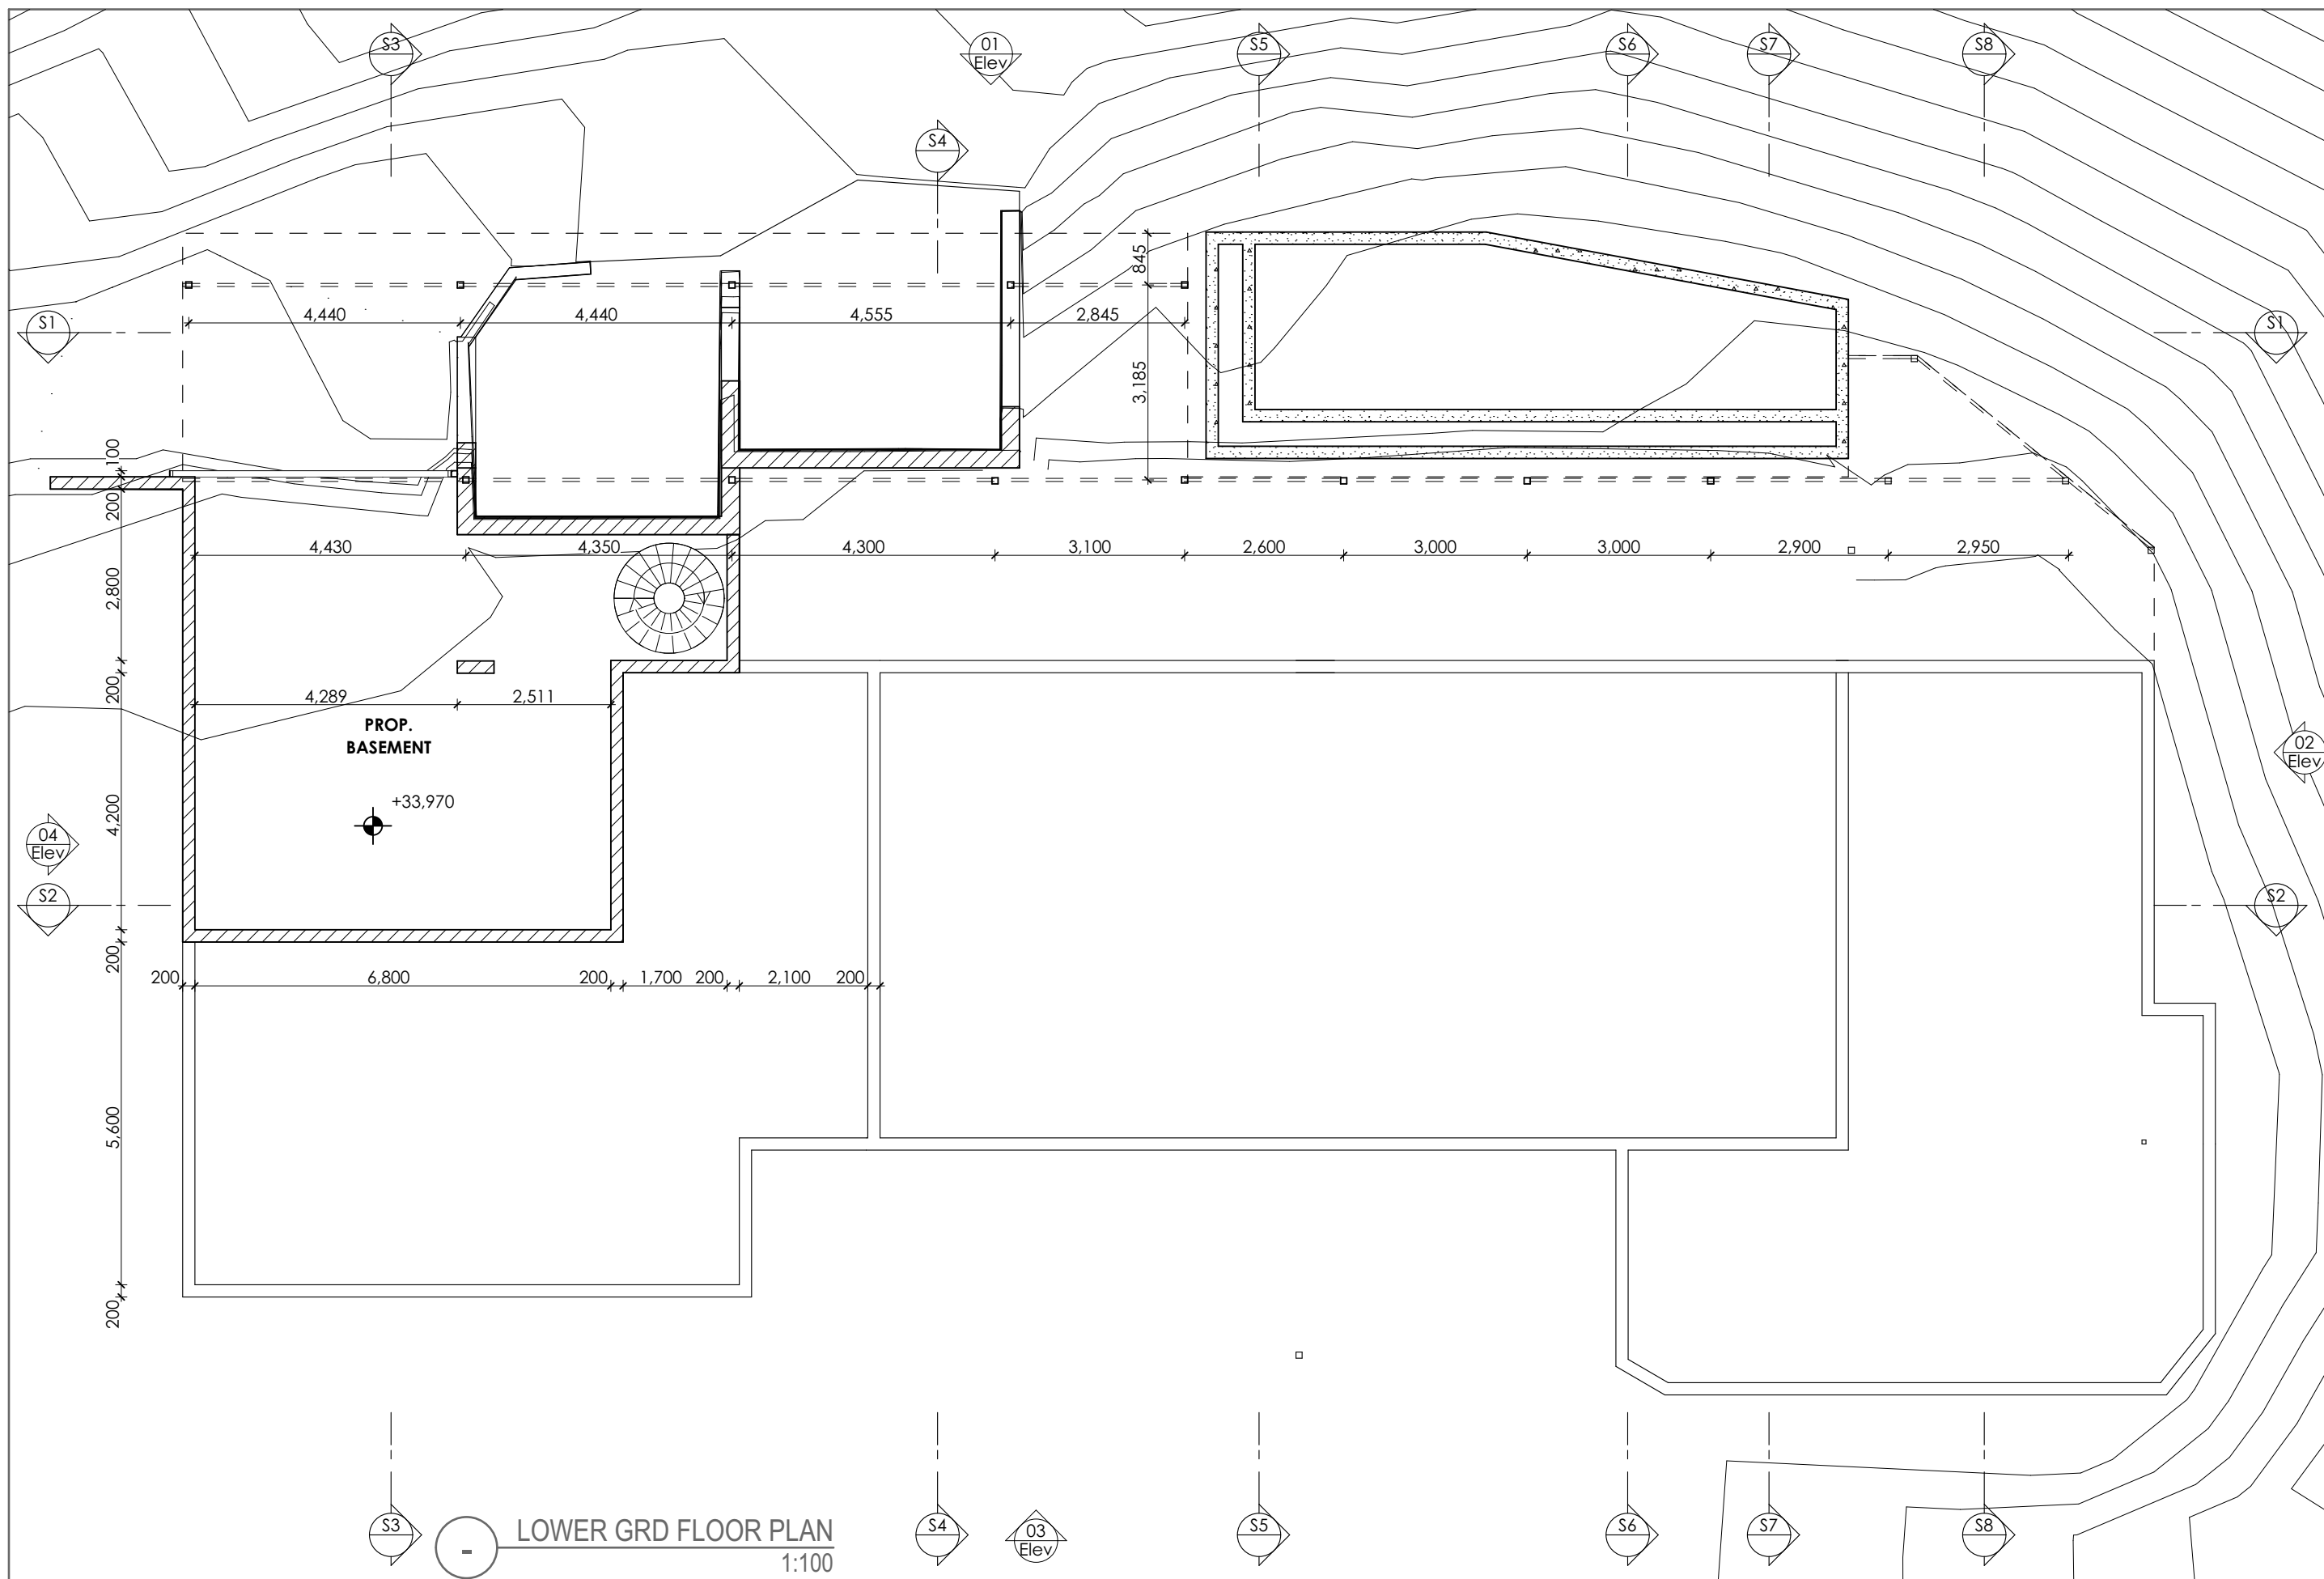 S3
01
Elev
S5
S6
S7
S8
S4
845
S1
4,440
4,440
4,555
2,845
S1
3,185
100
200
4,430
4,350
4,300
3,100
2,600
3,000
3,000
2,900
2,950
2,800
200
4,289
2,511
PROP.
BASEMENT
02
Elev
+33,970
4,200
04
Elev
S2
S2
200
200
6,800
200
1,700
200
2,100
200
5,600
200
S3
-
LOWER GRD FLOOR PLAN
1:100
S4
03
Elev
S5
S6
S7
S8